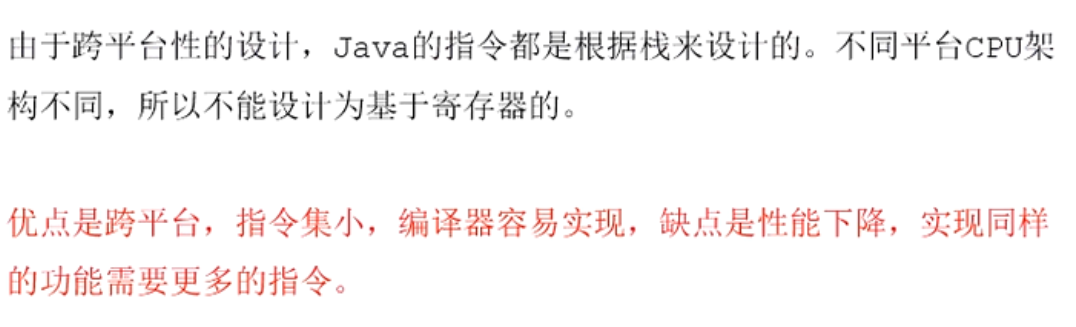 由于跨平台性的设计，Java的指令都是根据栈来设计的。不同平台CPU架
构不同，所以不能设计为基于寄存器的。
优点是跨平台，指令集小，编译器容易实现，缺点是性能下降，实现同样
的功能需要更多的指令。